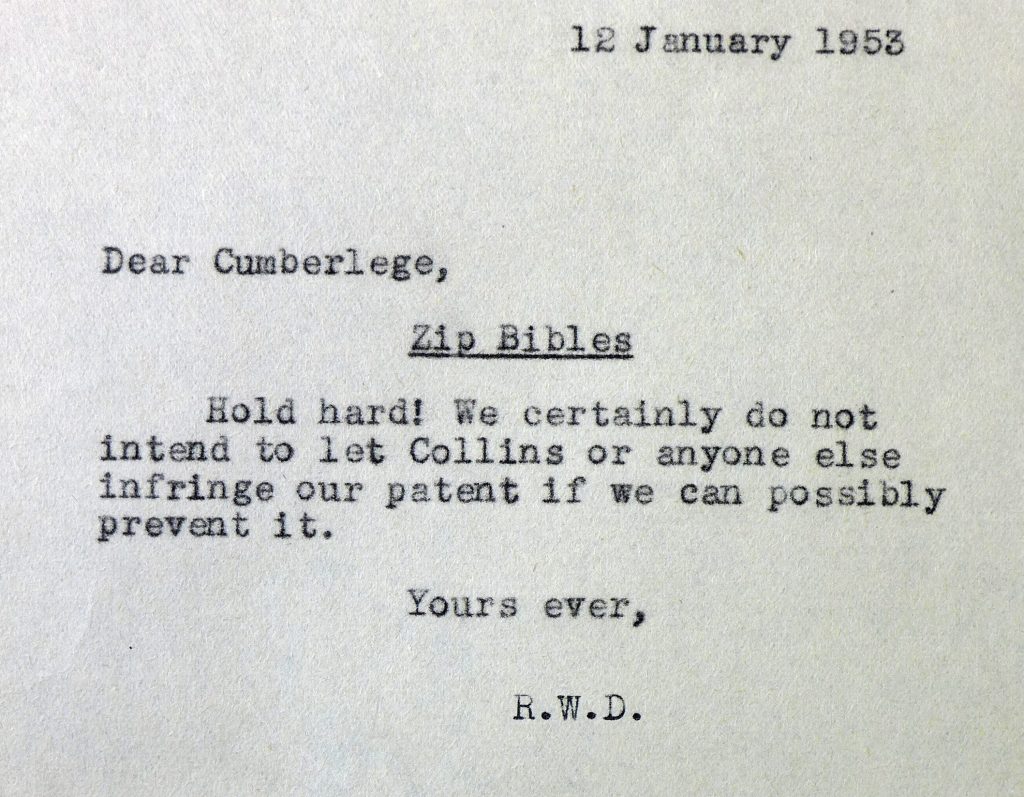 12 January 1953
Dear Cumberlege,
Zip Bibles
Hold hard! We certainly do not
intend to let Collins or anyone else
infringe our patent if we can possibly
prevent it.
Yours ever,
R.W.D.